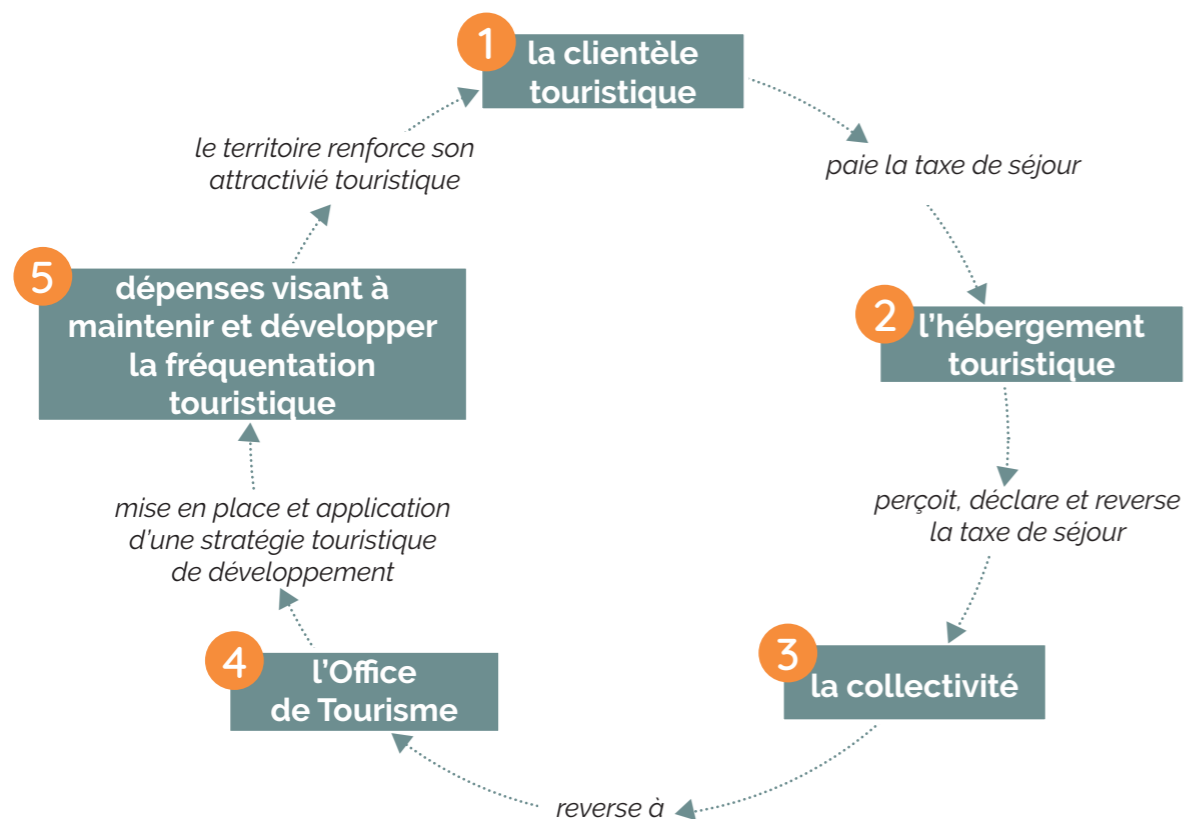 1
la clientèle
touristique
paie la taxe de séjour
2
l'hébergement
touristique
perçoit, déclare et reverse
la taxe de séjour
3
la collectivité
reverse à
4
l'Office
de Tourisme
mise en place et application
d'une stratégie touristique
de développement
5
dépenses visant à
maintenir et développer
la fréquentation
touristique
le territoire renforce son
attractivié touristique